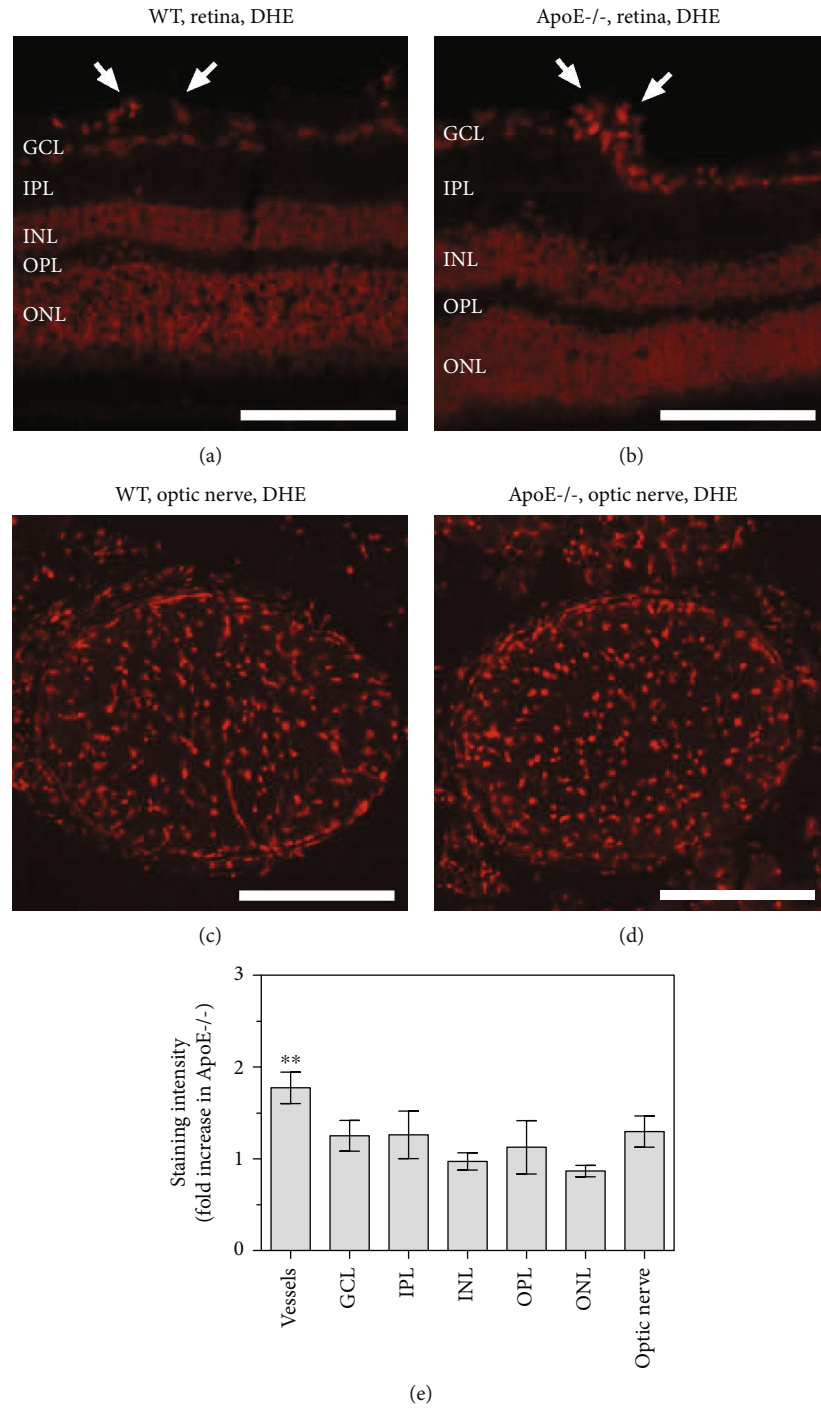 WT, retina, DHE
ApoE-/-, retina, DHE
GCL
IPL
INL
OPL
ONL
GCL
IPL
INL
OPL
ONL
(a)
(b)
WT, optic nerve, DHE
ApoE-/-, optic nerve, DHE
(c)
(d)
Staining intensity
(fold increase in ApoE-/-)
3
2
1
0
**
Vessels
GCL
IPL
INL
OPL
ONL
Optic nerve
(e)